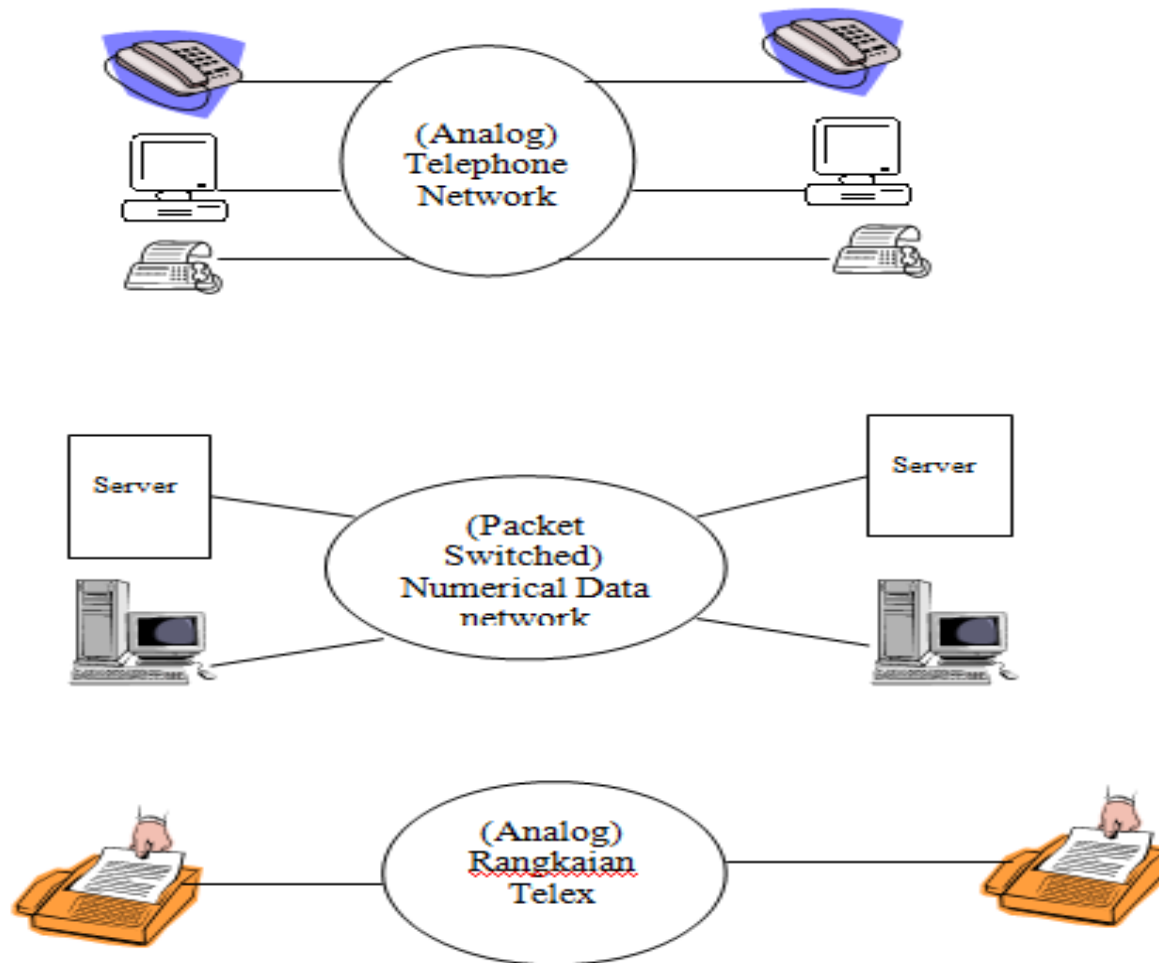 (Analog)
Telephone
Network
Server
Server
(Packet
Switched)
Numerical Data
network
(Analog)
Rangkaian
Telex